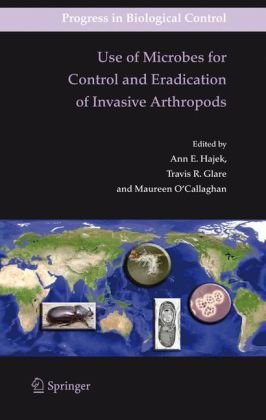 Progress in Biological Control
Use of Microbes for
Control and Eradication
of Invasive Arthropods
Edited by
Ann E. Hajek,
Travis R. Glare
and Maureen O'Callaghan
Springer